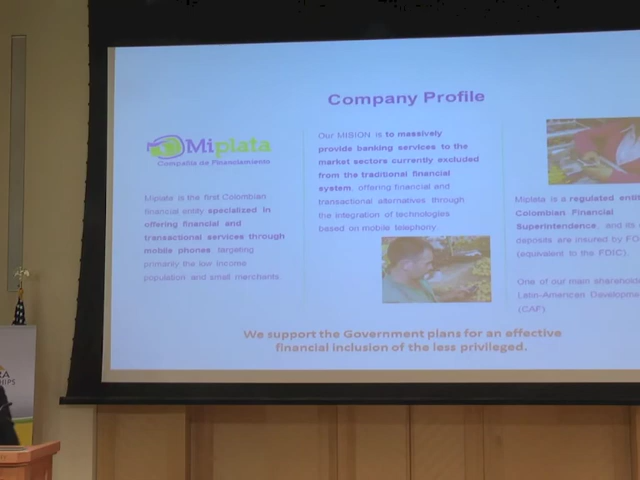 Company Profile
Miplata
Compañía de Financiamiento
Miplata is the first Colombian
financial entity specialized in
offering financial and
transactional services through
mobile phones, targeting
primarily the low income
population and small merchants.
Our MISION is to massively
provide banking services to the
market sectors currently excluded
from the traditional financial
system, offering financial and
transactional alternatives through
the integration of technologies
based on mobile telephony.
Miplata is a regulated enti
Colombian Financial
Superintendence, and its
deposits are insured by FO
(equivalent to the FDIC).
One of our main sharehol
Latin-American Developm
(CAF)
We support the Government plans for an effective
financial inclusion of the less privileged.
RA
SHIPS